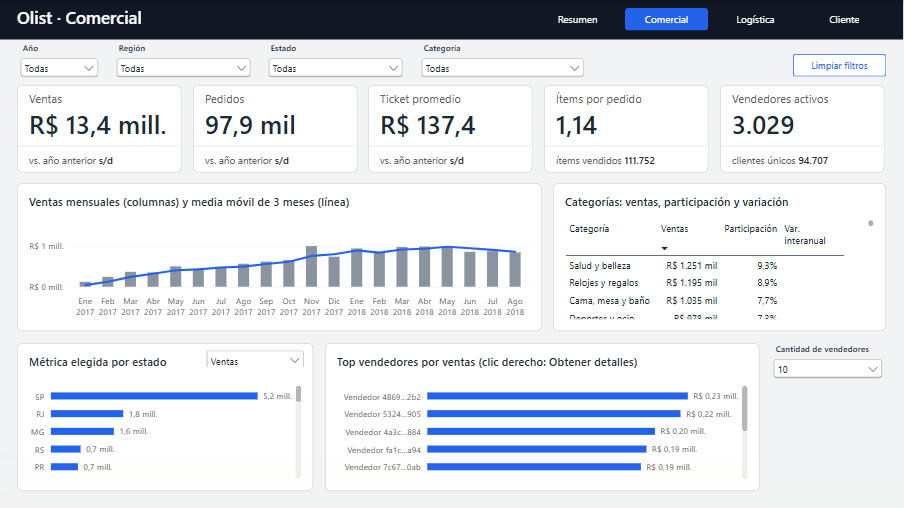 Olist · Comercial
Resumen
Comercial
Logística
Cliente
Año
Región
Estado
Categoría
Todas
Todas
Todas
Todas
Limpiar filtros
Ventas
R$ 13,4 mill.
vs. año anterior s/d
Pedidos
97,9 mil
vs. año anterior s/d
Ticket promedio
R$ 137,4
vs. año anterior s/d
Ítems por pedido
1,14
ítems vendidos 111.752
Vendedores activos
3.029
clientes únicos 94.707
Ventas mensuales (columnas) y media móvil de 3 meses (línea)
R$ 1 mill.
R$ 0 mill.
Ene Feb Mar Abr May Jun Jul Ago Sep Oct Nov Dic Ene Feb Mar Abr May Jun Jul Ago
2017 2017 2017 2017 2017 2017 2017 2017 2017 2017 2017 2017 2018 2018 2018 2018 2018 2018 2018 2018
Categorías: ventas, participación y variación
Categoría Ventas Participación Var.
interanual
Salud y belleza R$ 1.251 mil 9,3%
Relojes y regalos R$ 1.195 mil 8,9%
Cama, mesa y baño R$ 1.035 mil 7,7%
Deportes y ocio R$ 978 mil 7,3%
Métrica elegida por estado
Ventas
SP 5,2 mill.
RJ 1,8 mill.
MG 1,6 mill.
RS 0,7 mill.
PR 0,7 mill.
Top vendedores por ventas (clic derecho: Obtener detalles)
Vendedor 4869...2b2 R$ 0,23 mill.
Vendedor 5324...905 R$ 0,22 mill.
Vendedor 4a3c...884 R$ 0,20 mill.
Vendedor fa1c...a94 R$ 0,19 mill.
Vendedor 7c67...0ab R$ 0,19 mill.
Cantidad de vendedores
10